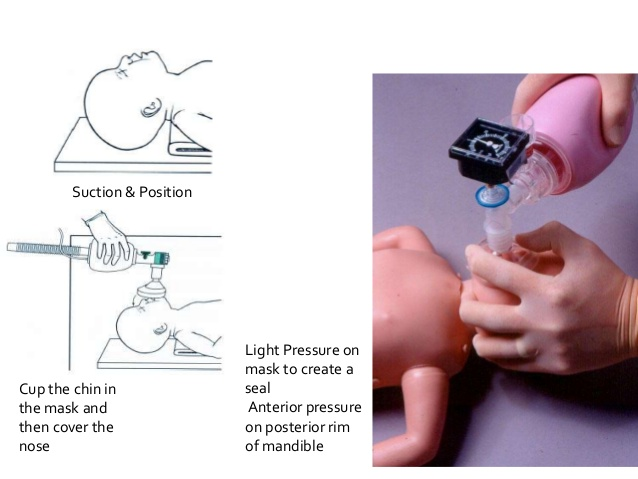 Suction & Position
Cup the chin in
the mask and
then cover the
nose
Light Pressure on
mask to create a
seal
Anterior pressure
on posterior rim
of mandible